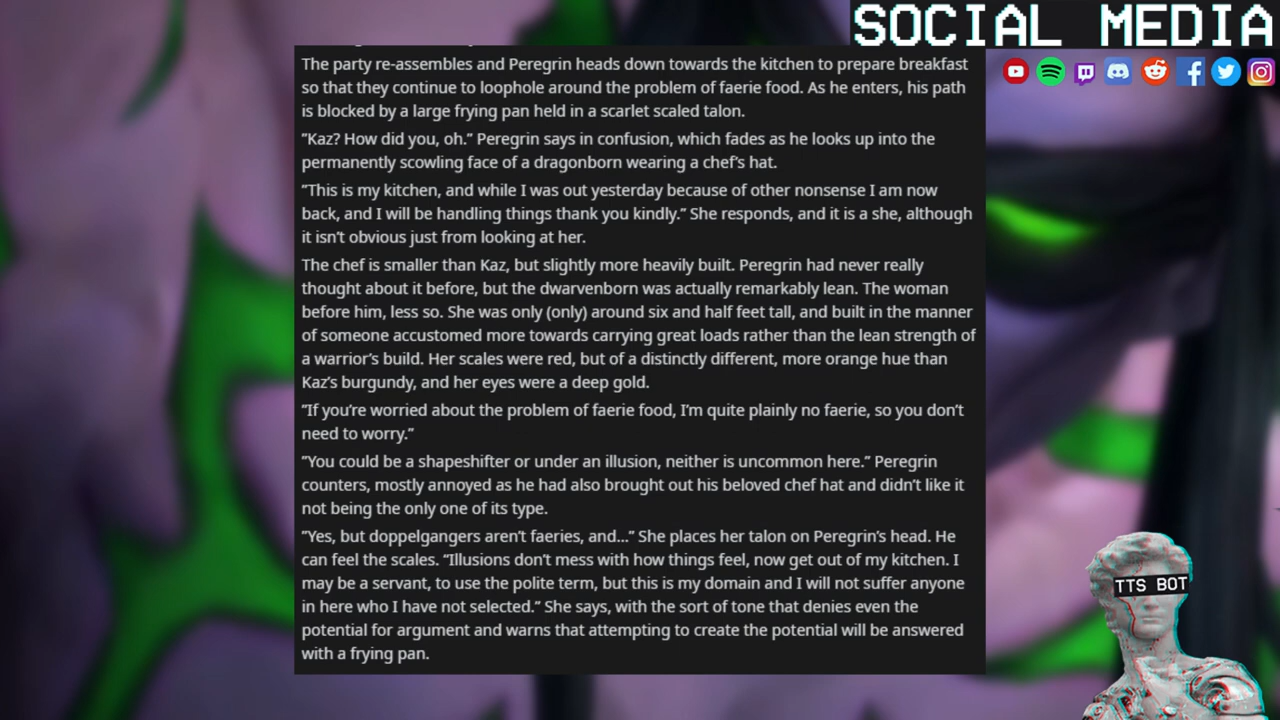 SOCIAL MEDIA
The party re-assembles and Peregrin heads down towards the kitchen to prepare breakfast
so that they continue to loophole around the problem of faerie food. As he enters, his path
is blocked by a large frying pan held in a scarlet scaled talon.
"Kaz? How did you, oh." Peregrin says in confusion, which fades as he looks up into the
permanently scowling face of a dragonborn wearing a chef's hat.
"This is my kitchen, and while I was out yesterday because of other nonsense I am now
back, and I will be handling things thank you kindly." She responds, and it is a she, although
it isn't obvious just from looking at her.
The chef is smaller than Kaz, but slightly more heavily built. Peregrin had never really
thought about it before, but the dwarvenborn was actually remarkably lean. The woman
before him, less so. She was only (only) around six and half feet tall, and built in the manner
of someone accustomed more towards carrying great loads rather than the lean strength of
a warrior's build. Her scales were red, but of a distinctly different, more orange hue than
Kaz's burgundy, and her eyes were a deep gold.
"If you're worried about the problem of faerie food, I'm quite plainly no faerie, so you don't
need to worry."
"You could be a shapeshifter or under an illusion, neither is uncommon here." Peregrin
counters, mostly annoyed as he had also brought out his beloved chef hat and didn't like it
not being the only one of its type.
"Yes, but doppelgangers aren't faeries, and..." She places her talon on Peregrin's head. He
can feel the scales. "Illusions don't mess with how things feel, now get out of my kitchen. I
may be a servant, to use the polite term, but this is my domain and I will not suffer anyone
in here who I have not selected." She says, with the sort of tone that denies even the
potential for argument and warns that attempting to create the potential will be answered
with a frying pan.
TTS BOT